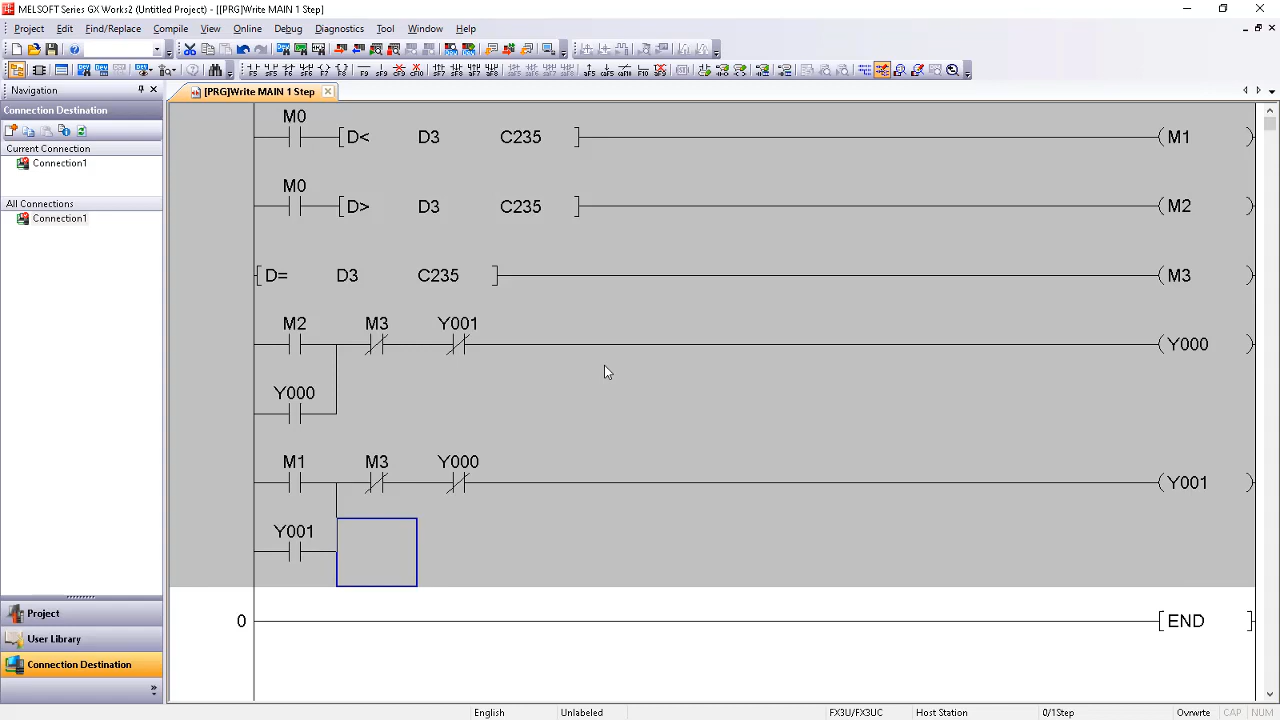 MELSOFT Series GX Works2 (Untitled Project) - [[PRG]Write MAIN 1 Step]
Project Edit Find/Replace Compile View Online Debug Diagnostics Tool Window Help
Navigation
[PRG]Write MAIN 1 Step
Connection Destination
Current Connection
Connection1
All Connections
Connection1
M0
[D< D3 C235 ] (M1 )
M0
[D> D3 C235 ] (M2 )
[D= D3 C235 ] (M3 )
M2 M3 Y001
(Y000 )
Y000
M1 M3 Y000
(Y001 )
Y001
0 [END ]
Project
User Library
Connection Destination
English Unlabeled FX3U/FX3UC Host Station 0/1Step Ovrwrte CAP NUM